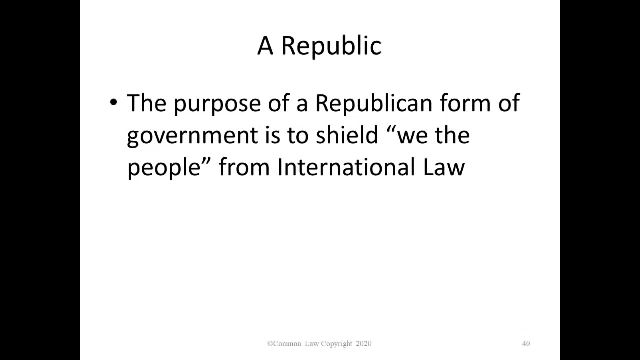 A Republic
• The purpose of a Republican form of
government is to shield “we the
people” from International Law
©Common Law Copyright 2020
40